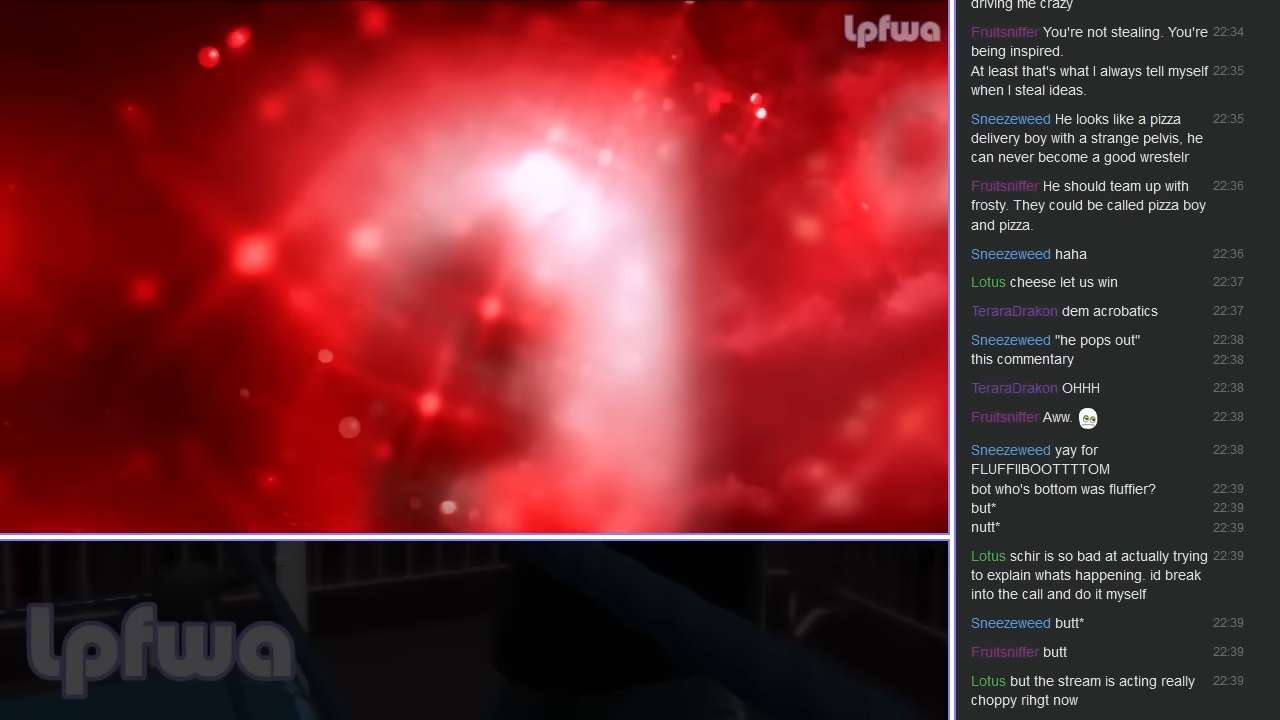 lpfwa
driving me crazy
Fruitsniffer You're not stealing. You're 22:34
being inspired.
At least that's what I always tell myself 22:35
when I steal ideas.
Sneezeweed He looks like a pizza 22:35
delivery boy with a strange pelvis, he
can never become a good wrestelr
Fruitsniffer He should team up with 22:36
frosty. They could be called pizza boy
and pizza.
Sneezeweed haha 22:36
Lotus cheese let us win 22:37
TeraraDrakon dem acrobatics 22:37
Sneezeweed "he pops out" 22:38
this commentary 22:38
TeraraDrakon OHHH 22:38
Fruitsniffer Aww. 22:38
Sneezeweed yay for 22:38
FLUFFIIBOOTTTTOM
bot who's bottom was fluffier? 22:39
but* 22:39
nutt* 22:39
Lotus schir is so bad at actually trying 22:39
to explain whats happening. id break
into the call and do it myself
Sneezeweed butt* 22:39
Fruitsniffer butt 22:39
Lotus but the stream is acting really 22:39
choppy rihgt now
lpfwa